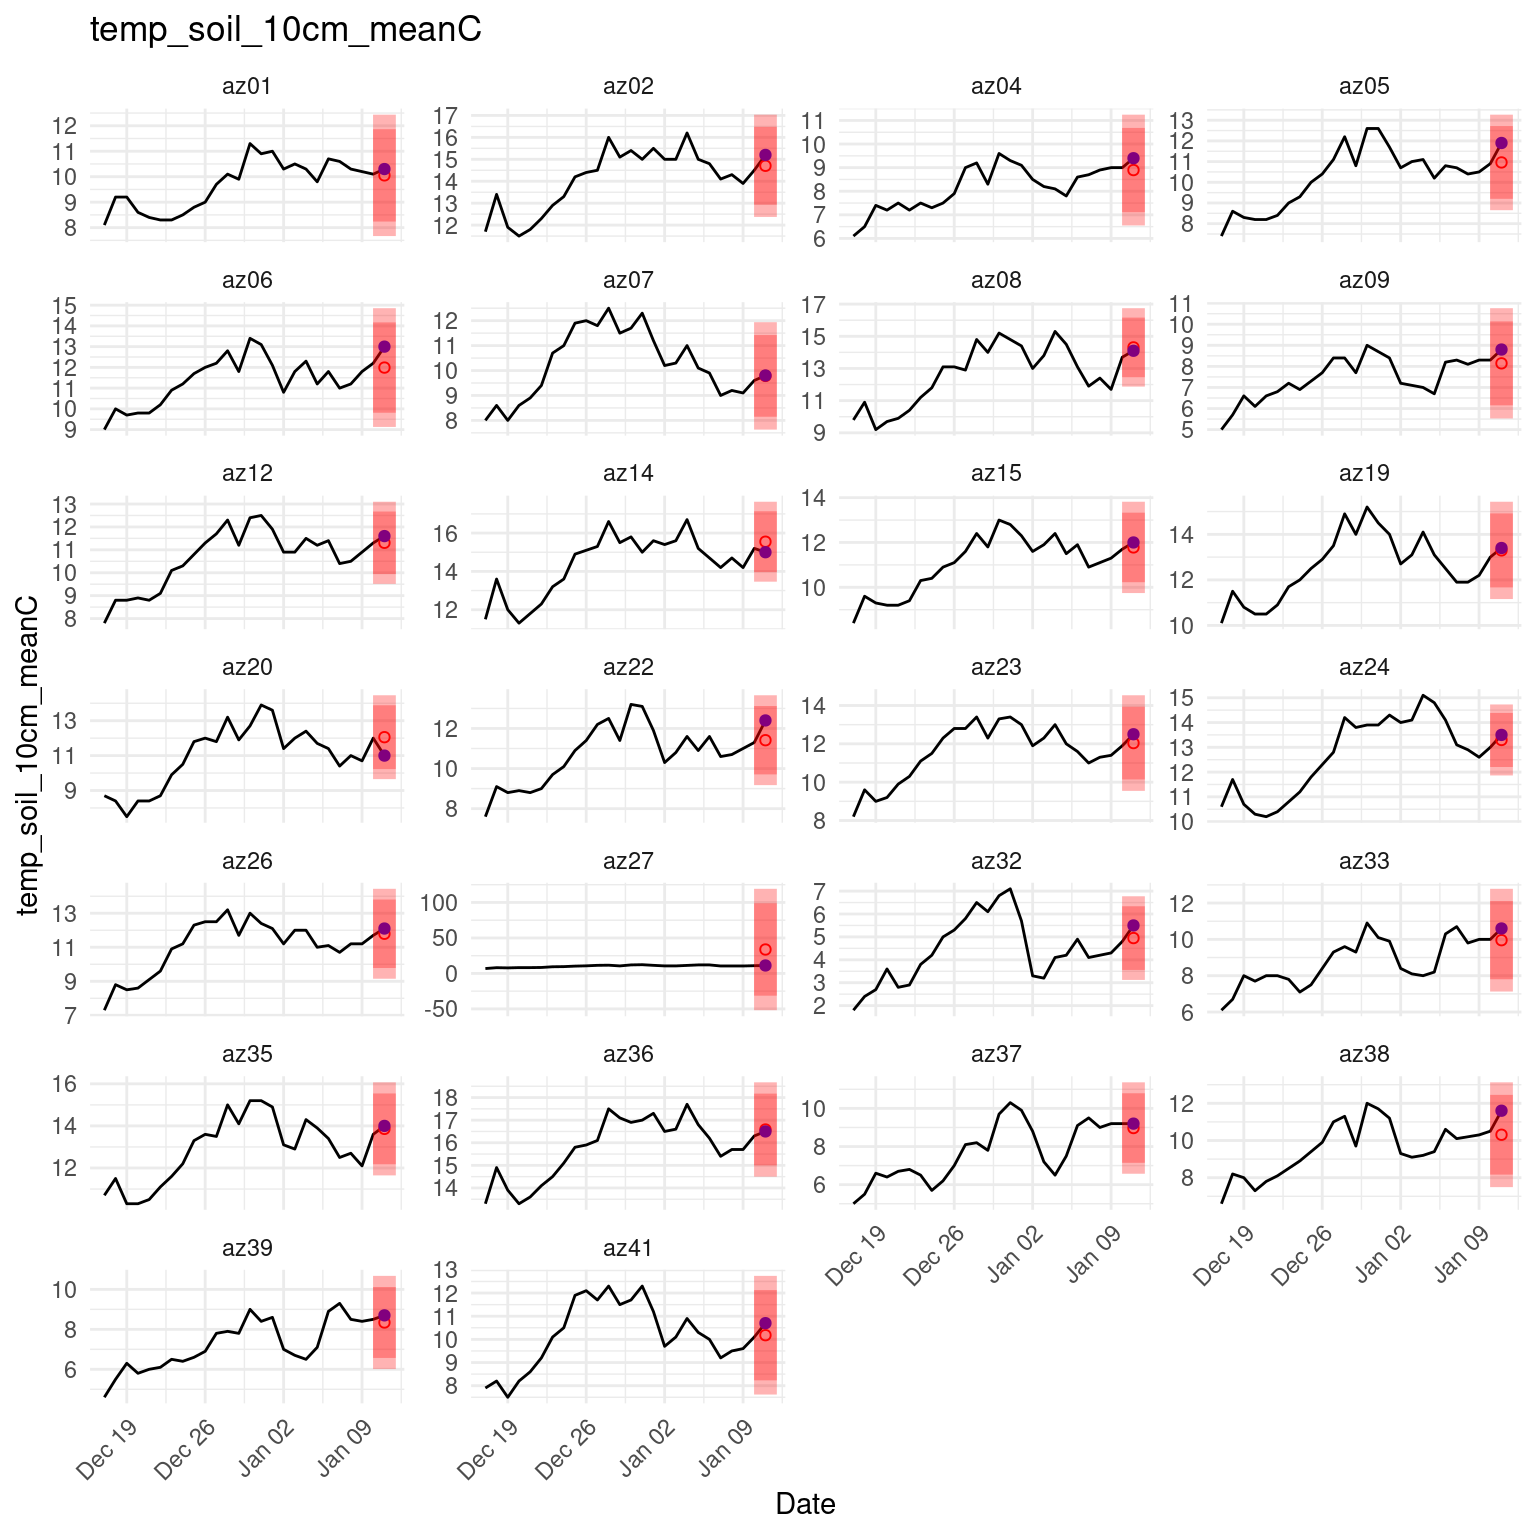 temp_soil_10cm_meanC
az01 az02 az04 az05
12 11 10 9 8
17 16 15 14 13 12
11 10 9 8 7 6
13 12 11 10 9 8
az06 az07 az08 az09
15 14 13 12 11 10 9
12 11 10 9 8
17 15 13 11 9
11 10 9 8 7 6 5
az12 az14 az15 az19
13 12 11 10 9 8
16 14 12
14 12 10
14 12 10
temp_soil_10cm_meanC
az20 az22 az23 az24
13 11 9
12 10 8
14 12 10 8
15 14 13 12 11 10
az26 az27 az32 az33
13 11 9 7
100 50 0 -50
7 6 5 4 3 2
12 10 8 6
az35 az36 az37 az38
16 14 12
18 17 16 15 14
10 8 6
12 10 8
Dec 19 Dec 26 Jan 02 Jan 09
Dec 19 Dec 26 Jan 02 Jan 09
az39 az41
10 8 6
13 12 11 10 9 8
Dec 19 Dec 26 Jan 02 Jan 09
Dec 19 Dec 26 Jan 02 Jan 09
Date